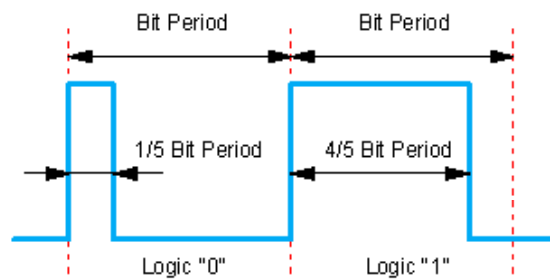 Bit Period Bit Period
1/5 Bit Period 4/5 Bit Period
Logic "0" Logic "1"